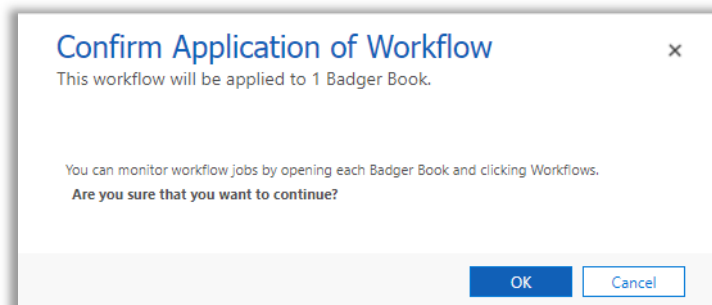 Confirm Application of Workflow
This workflow will be applied to 1 Badger Book.
You can monitor workflow jobs by opening each Badger Book and clicking Workflows.
Are you sure that you want to continue?
OK
Cancel